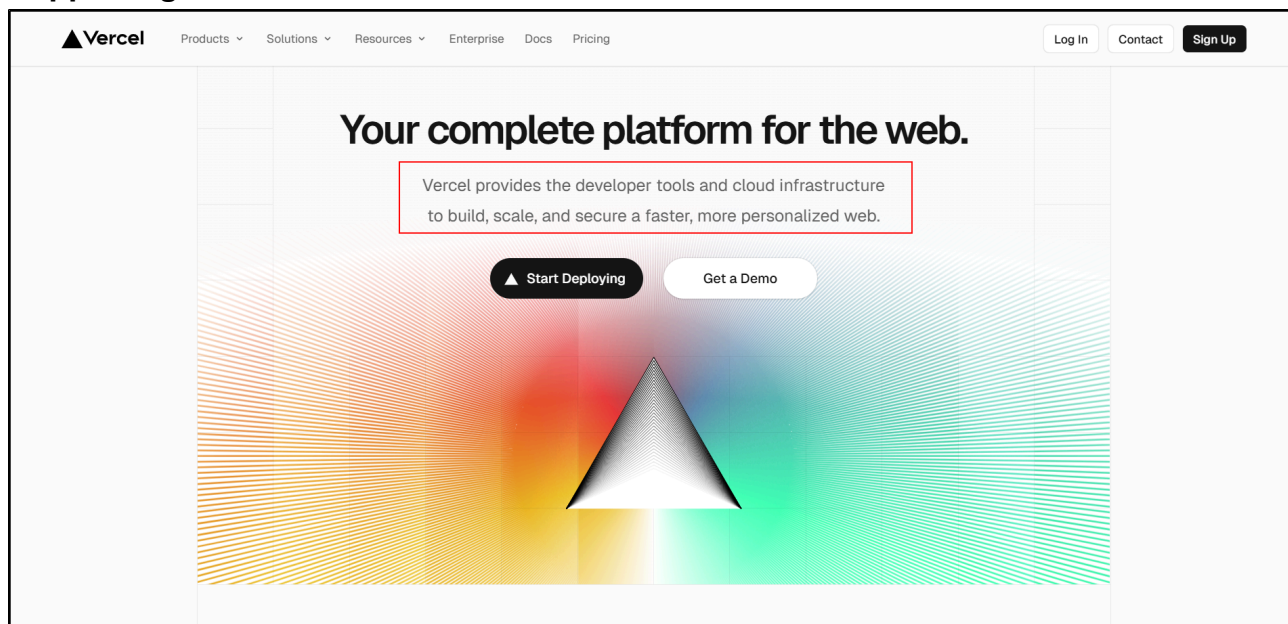 Vercel
Products
Solutions
Resources
Enterprise
Docs
Pricing
Log In
Contact
Sign Up
Your complete platform for the web.
Vercel provides the developer tools and cloud infrastructure
to build, scale, and secure a faster, more personalized web.
Start Deploying
Get a Demo